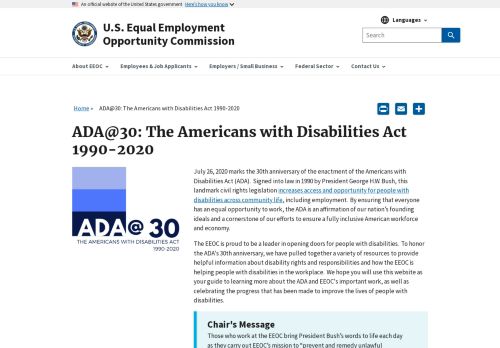 An official website of the United States government Here's how you know
U.S. Equal Employment
Opportunity Commission
Languages
Search
About EEOC
Employees & Job Applicants
Employers / Small Business
Federal Sector
Contact Us
Home » ADA@30: The Americans with Disabilities Act 1990-2020
ADA@30: The Americans with Disabilities Act
1990-2020
ADA@30
THE AMERICANS WITH DISABILITIES ACT
1990-2020
July 26, 2020 marks the 30th anniversary of the enactment of the Americans with
Disabilities Act (ADA). Signed into law in 1990 by President George H.W. Bush, this
landmark civil rights legislation increases access and opportunity for people with
disabilities across community life, including employment. By ensuring that everyone
has an equal opportunity to work, the ADA is an affirmation of our nation's founding
ideals and a cornerstone of our efforts to ensure a fully inclusive American workforce
and economy.
The EEOC is proud to be a leader in opening doors for people with disabilities. To honor
the ADA's 30th anniversary, we have pulled together a variety of resources to provide
helpful information about disability rights and responsibilities and how the EEOC is
helping people with disabilities in the workplace. We hope you will use this website as
your guide to learning more about the ADA and EEOC's important work, as well as
celebrating the progress that has been made to improve the lives of people with
disabilities.
Chair's Message
Those who work at the EEOC bring President Bush's words to life each day
as they carry out EEOC's mission to "prevent and remedy unlawful